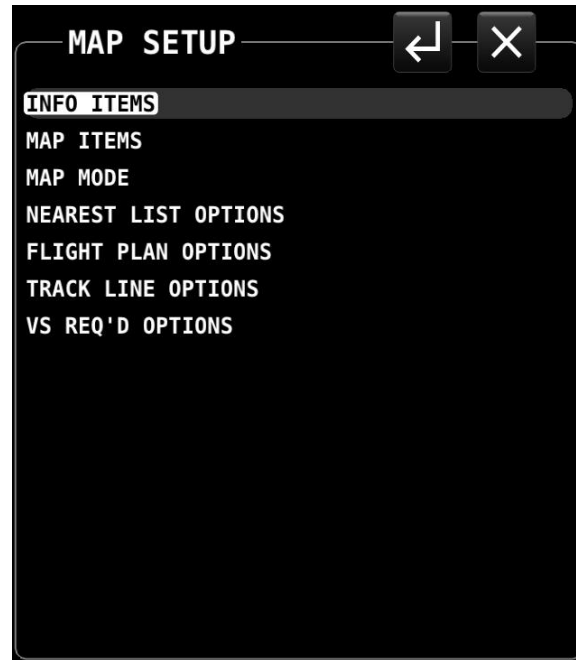 MAP SETUP
INFO ITEMS
MAP ITEMS
MAP MODE
NEAREST LIST OPTIONS
FLIGHT PLAN OPTIONS
TRACK LINE OPTIONS
VS REQ'D OPTIONS